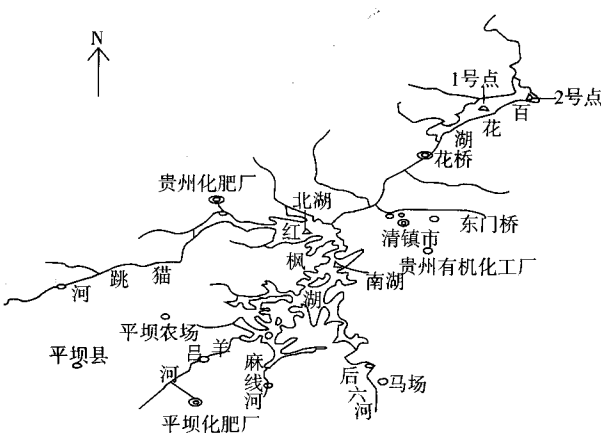 N
1号点
2号点
百花湖
花桥
贵州化肥厂
北湖
东门桥
清镇市
贵州有机化工厂
红枫湖
南湖
猫跳河
平坝农场
平坝县
羊昌河
麻线河
后六河
马场
平坝化肥厂